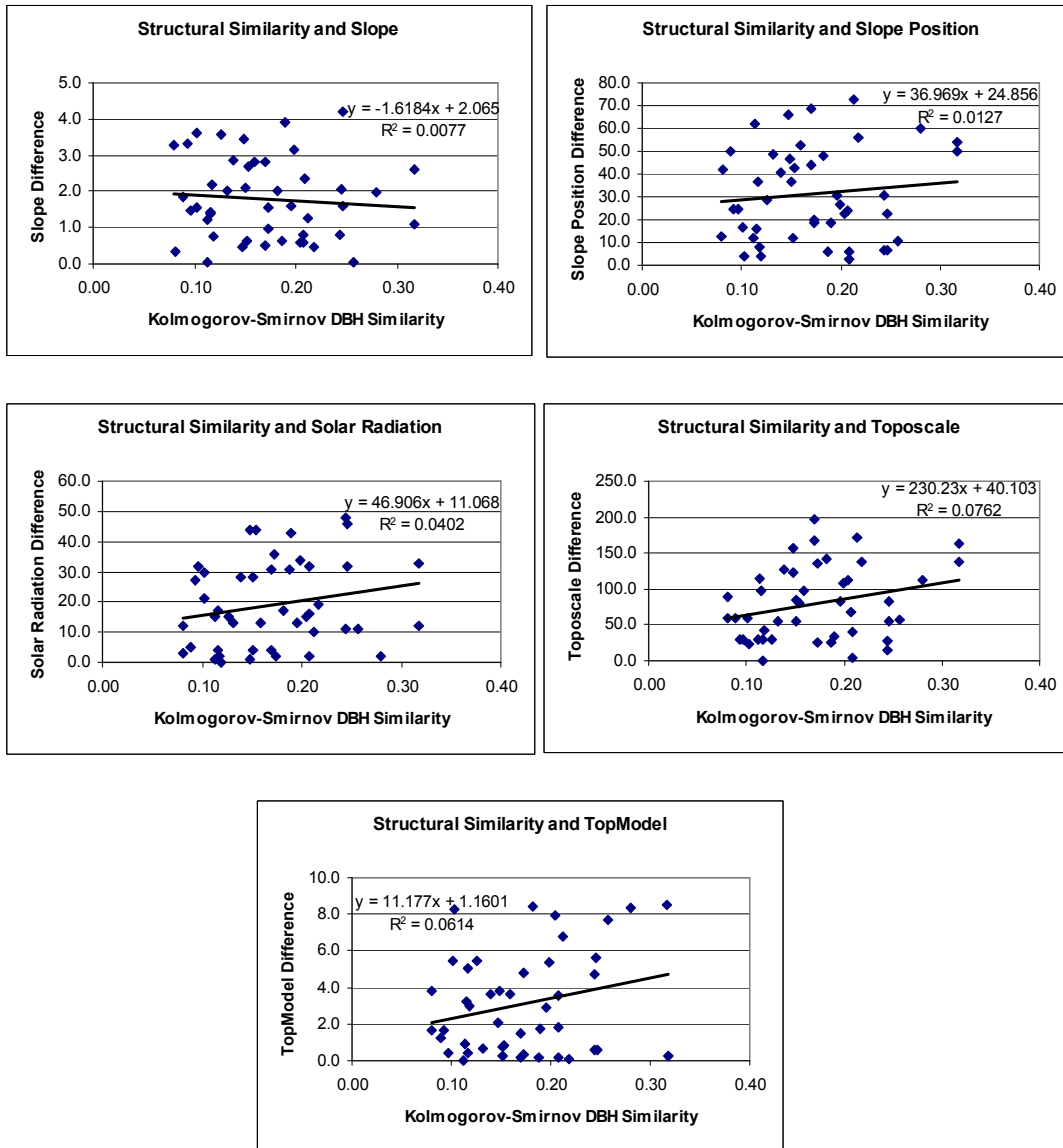 Structural Similarity and Slope
y = -1.6184x + 2.065
R² = 0.0077
5.0
4.0
3.0
2.0
1.0
0.0
0.00 0.10 0.20 0.30 0.40
Slope Difference
Kolmogorov-Smirnov DBH Similarity
Structural Similarity and Slope Position
y = 36.969x + 24.856
R² = 0.0127
80.0
70.0
60.0
50.0
40.0
30.0
20.0
10.0
0.0
0.00 0.10 0.20 0.30 0.40
Slope Position Difference
Kolmogorov-Smirnov DBH Similarity
Structural Similarity and Solar Radiation
y = 46.906x + 11.068
R² = 0.0402
60.0
50.0
40.0
30.0
20.0
10.0
0.0
0.00 0.10 0.20 0.30 0.40
Solar Radiation Difference
Kolmogorov-Smirnov DBH Similarity
Structural Similarity and Toposcale
y = 230.23x + 40.103
R² = 0.0762
250.0
200.0
150.0
100.0
50.0
0.0
0.00 0.10 0.20 0.30 0.40
Toposcale Difference
Kolmogorov-Smirnov DBH Similarity
Structural Similarity and TopModel
y = 11.177x + 1.1601
R² = 0.0614
10.0
8.0
6.0
4.0
2.0
0.0
0.00 0.10 0.20 0.30 0.40
TopModel Difference
Kolmogorov-Smirnov DBH Similarity